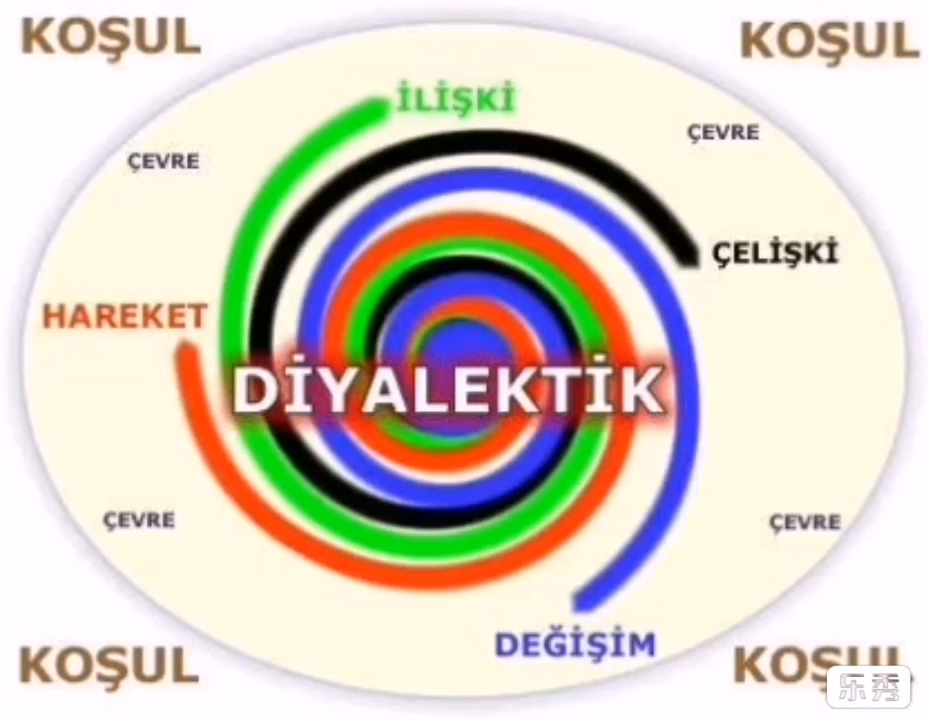 KOŞUL
KOŞUL
İLİŞKİ
ÇEVRE
ÇEVRE
ÇELİŞKİ
HAREKET
DİYALEKTİK
ÇEVRE
ÇEVRE
DEĞİŞİM
KOŞUL
KOŞUL
乐秀